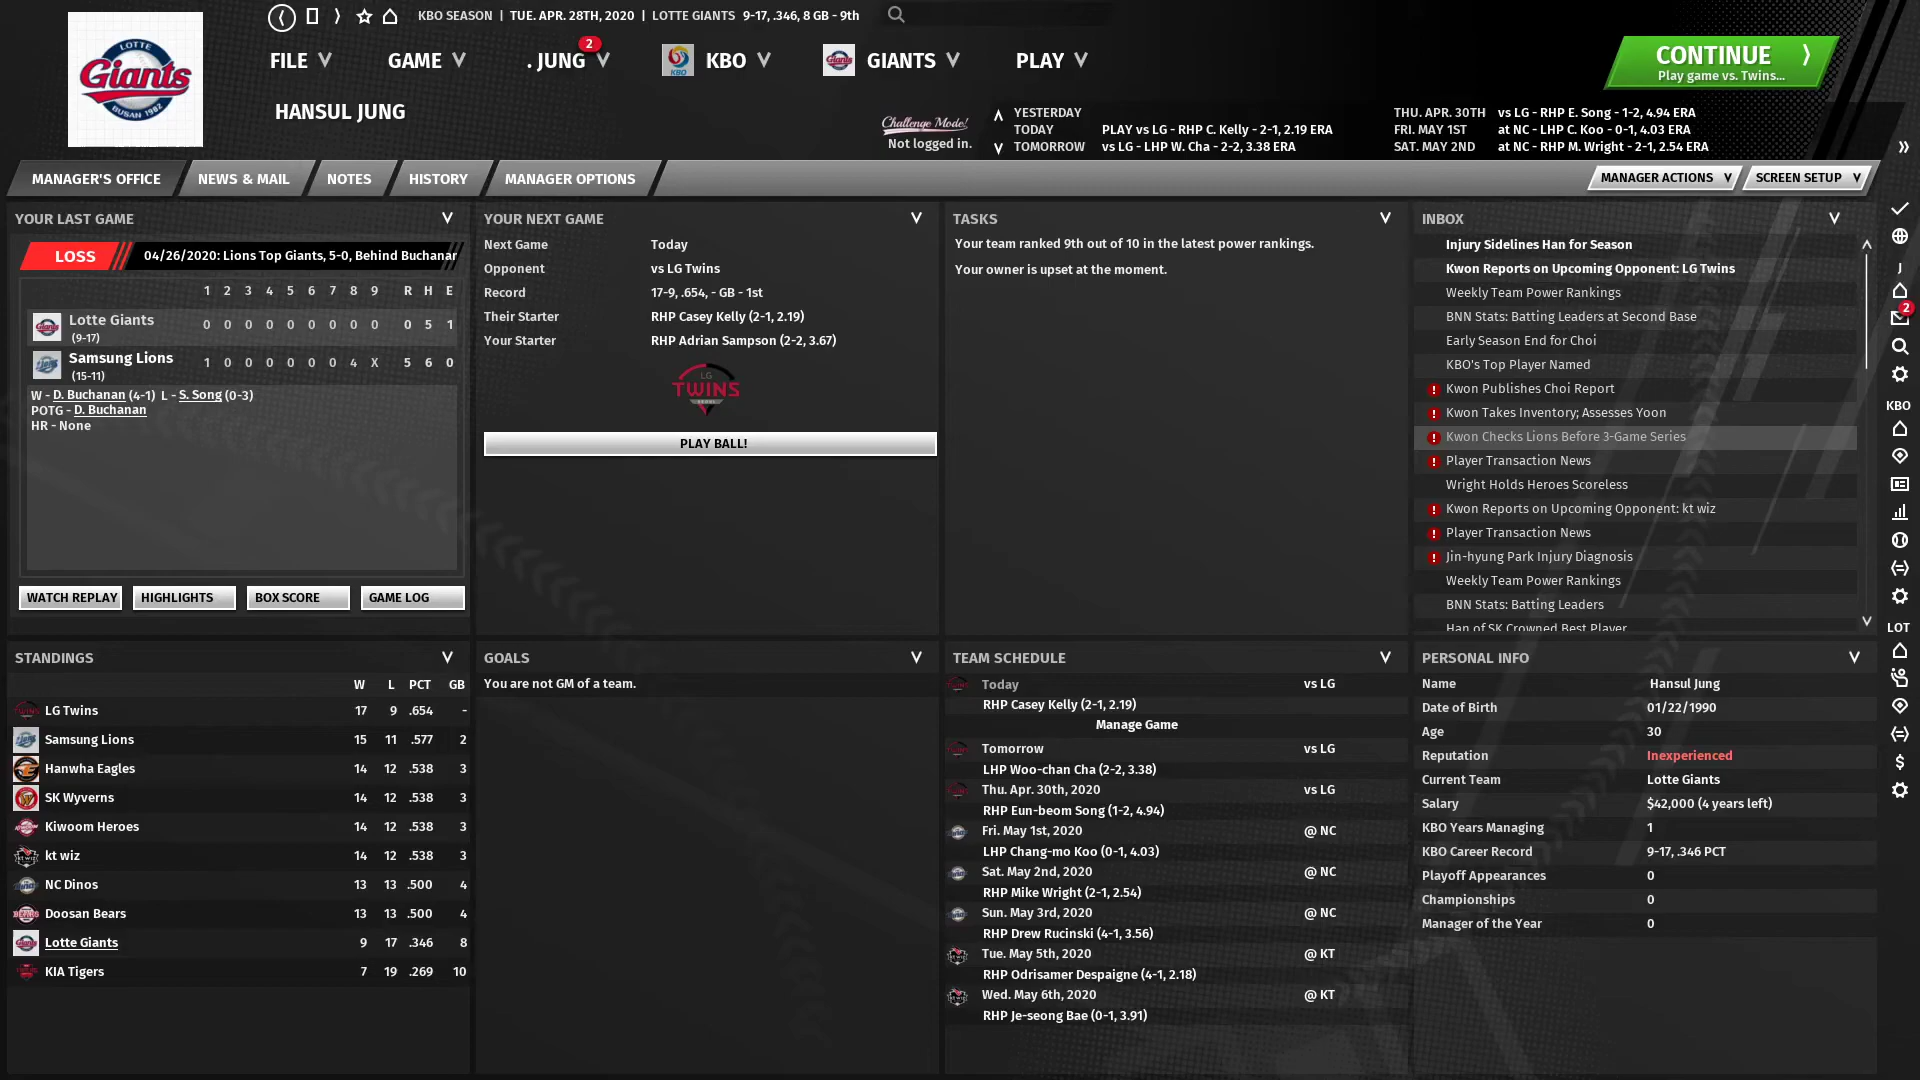 KBO SEASON | TUE. APR. 28TH, 2020 | LOTTE GIANTS 9-17, .346, 8 GB - 9th
LOTTE
Giants
BUSAN 1982
FILE
GAME
. JUNG
2
KBO
GIANTS
PLAY
CONTINUE
Play game vs. Twins...
HANSUL JUNG
Challenge Mode!
Not logged in.
YESTERDAY
TODAY PLAY vs LG - RHP C. Kelly - 2-1, 2.19 ERA
TOMORROW vs LG - LHP W. Cha - 2-2, 3.38 ERA
THU. APR. 30TH vs LG - RHP E. Song - 1-2, 4.94 ERA
FRI. MAY 1ST at NC - LHP C. Koo - 0-1, 4.03 ERA
SAT. MAY 2ND at NC - RHP M. Wright - 2-1, 2.54 ERA
MANAGER'S OFFICE
NEWS & MAIL
NOTES
HISTORY
MANAGER OPTIONS
MANAGER ACTIONS
SCREEN SETUP
YOUR LAST GAME
LOSS 04/26/2020: Lions Top Giants, 5-0, Behind Buchanan
1 2 3 4 5 6 7 8 9 R H E
Lotte Giants 0 0 0 0 0 0 0 0 0 0 5 1
(9-17)
Samsung Lions 1 0 0 0 0 0 0 4 X 5 6 0
(15-11)
W - D. Buchanan (4-1) L - S. Song (0-3)
POTG - D. Buchanan
HR - None
WATCH REPLAY
HIGHLIGHTS
BOX SCORE
GAME LOG
YOUR NEXT GAME
Next Game Today
Opponent vs LG Twins
Record 17-9, .654, - GB - 1st
Their Starter RHP Casey Kelly (2-1, 2.19)
Your Starter RHP Adrian Sampson (2-2, 3.67)
LG
TWINS
SEOUL
PLAY BALL!
TASKS
Your team ranked 9th out of 10 in the latest power rankings.
Your owner is upset at the moment.
INBOX
Injury Sidelines Han for Season
Kwon Reports on Upcoming Opponent: LG Twins
Weekly Team Power Rankings
BNN Stats: Batting Leaders at Second Base
Early Season End for Choi
KBO's Top Player Named
Kwon Publishes Choi Report
Kwon Takes Inventory; Assesses Yoon
Kwon Checks Lions Before 3-Game Series
Player Transaction News
Wright Holds Heroes Scoreless
Kwon Reports on Upcoming Opponent: kt wiz
Player Transaction News
Jin-hyung Park Injury Diagnosis
Weekly Team Power Rankings
BNN Stats: Batting Leaders
Han of SK Crowned Best Player
J
2
KBO
LOT
$
STANDINGS
W L PCT GB
LG Twins 17 9 .654 -
Samsung Lions 15 11 .577 2
Hanwha Eagles 14 12 .538 3
SK Wyverns 14 12 .538 3
Kiwoom Heroes 14 12 .538 3
kt wiz 14 12 .538 3
NC Dinos 13 13 .500 4
Doosan Bears 13 13 .500 4
Lotte Giants 9 17 .346 8
KIA Tigers 7 19 .269 10
GOALS
You are not GM of a team.
TEAM SCHEDULE
Today vs LG
RHP Casey Kelly (2-1, 2.19)
Manage Game
Tomorrow vs LG
LHP Woo-chan Cha (2-2, 3.38)
Thu. Apr. 30th, 2020 vs LG
RHP Eun-beom Song (1-2, 4.94)
Fri. May 1st, 2020 @ NC
LHP Chang-mo Koo (0-1, 4.03)
Sat. May 2nd, 2020 @ NC
RHP Mike Wright (2-1, 2.54)
Sun. May 3rd, 2020 @ NC
RHP Drew Rucinski (4-1, 3.56)
Tue. May 5th, 2020 @ KT
RHP Odrisamer Despaigne (4-1, 2.18)
Wed. May 6th, 2020 @ KT
RHP Je-seong Bae (0-1, 3.91)
PERSONAL INFO
Name Hansul Jung
Date of Birth 01/22/1990
Age 30
Reputation Inexperienced
Current Team Lotte Giants
Salary $42,000 (4 years left)
KBO Years Managing 1
KBO Career Record 9-17, .346 PCT
Playoff Appearances 0
Championships 0
Manager of the Year 0